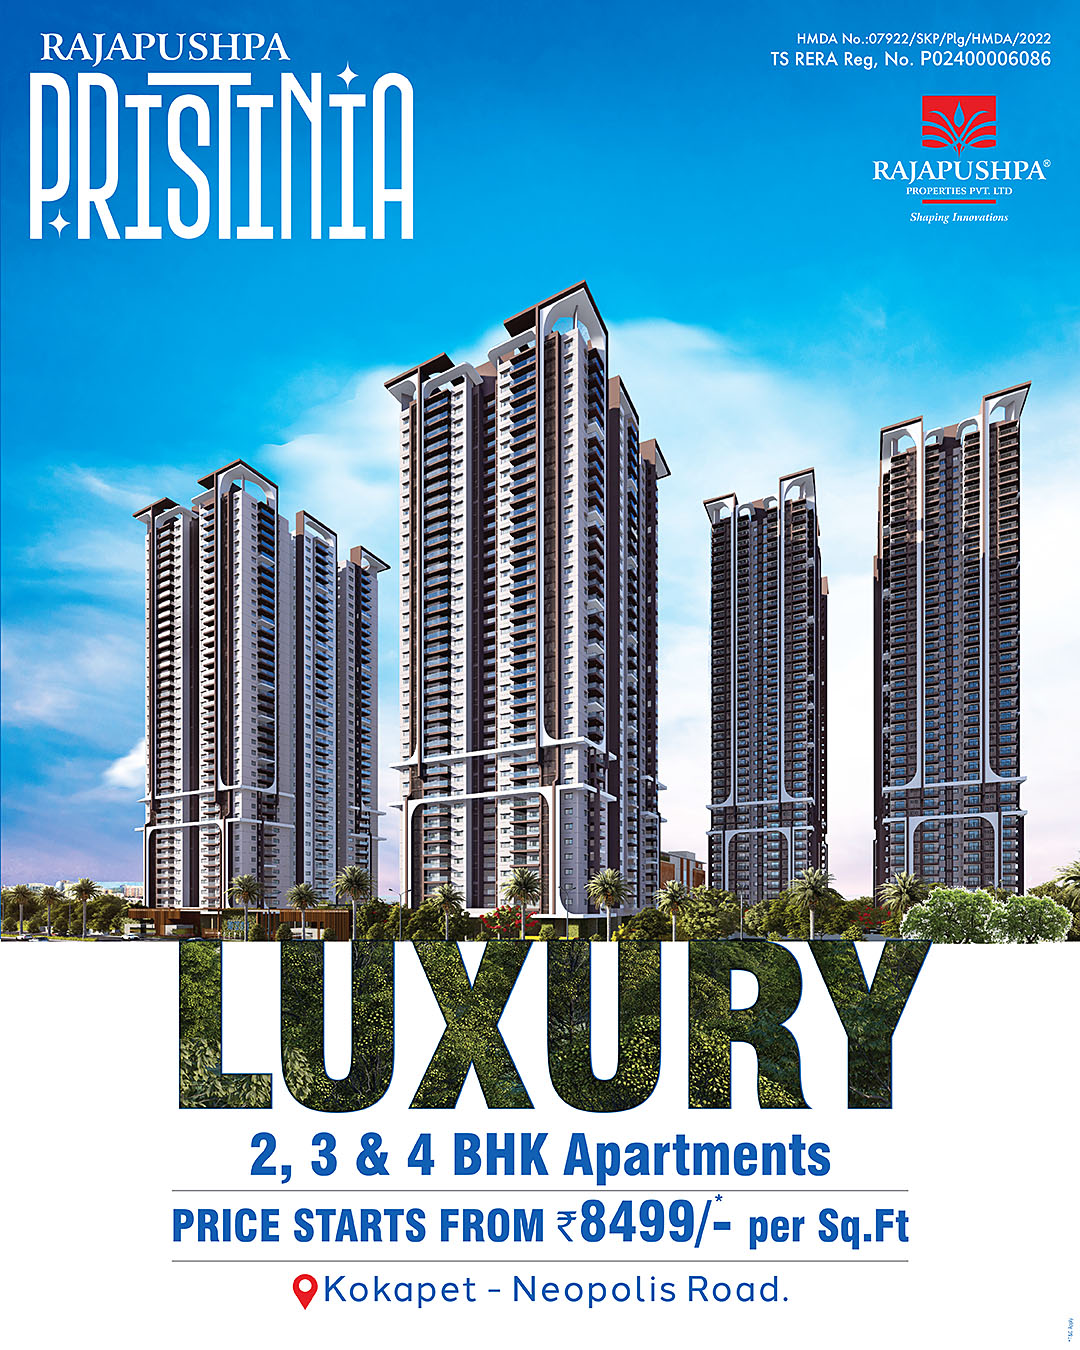 RAJAPUSHPA
PRISTINIA
HMDA No.:07922/SKP/Plg/HMDA/2022
TS RERA Reg, No. P02400006086
RAJAPUSHPA®
PROPERTIES PVT. LTD
Shaping Innovations
LUXURY
2, 3 & 4 BHK Apartments
PRICE STARTS FROM ₹8499/-* per Sq.Ft
Kokapet - Neopolis Road.
*T&C Apply